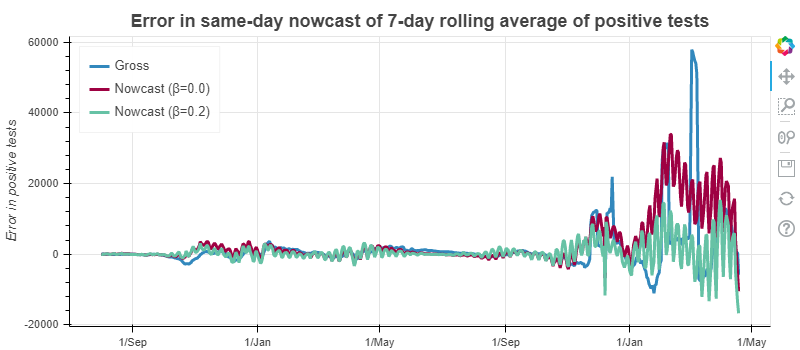 Error in same-day nowcast of 7-day rolling average of positive tests
Error in positive tests
60000
40000
20000
0
-20000
Gross
Nowcast (β=0.0)
Nowcast (β=0.2)
1/Sep
1/Jan
1/May
1/Sep
1/Jan
1/May